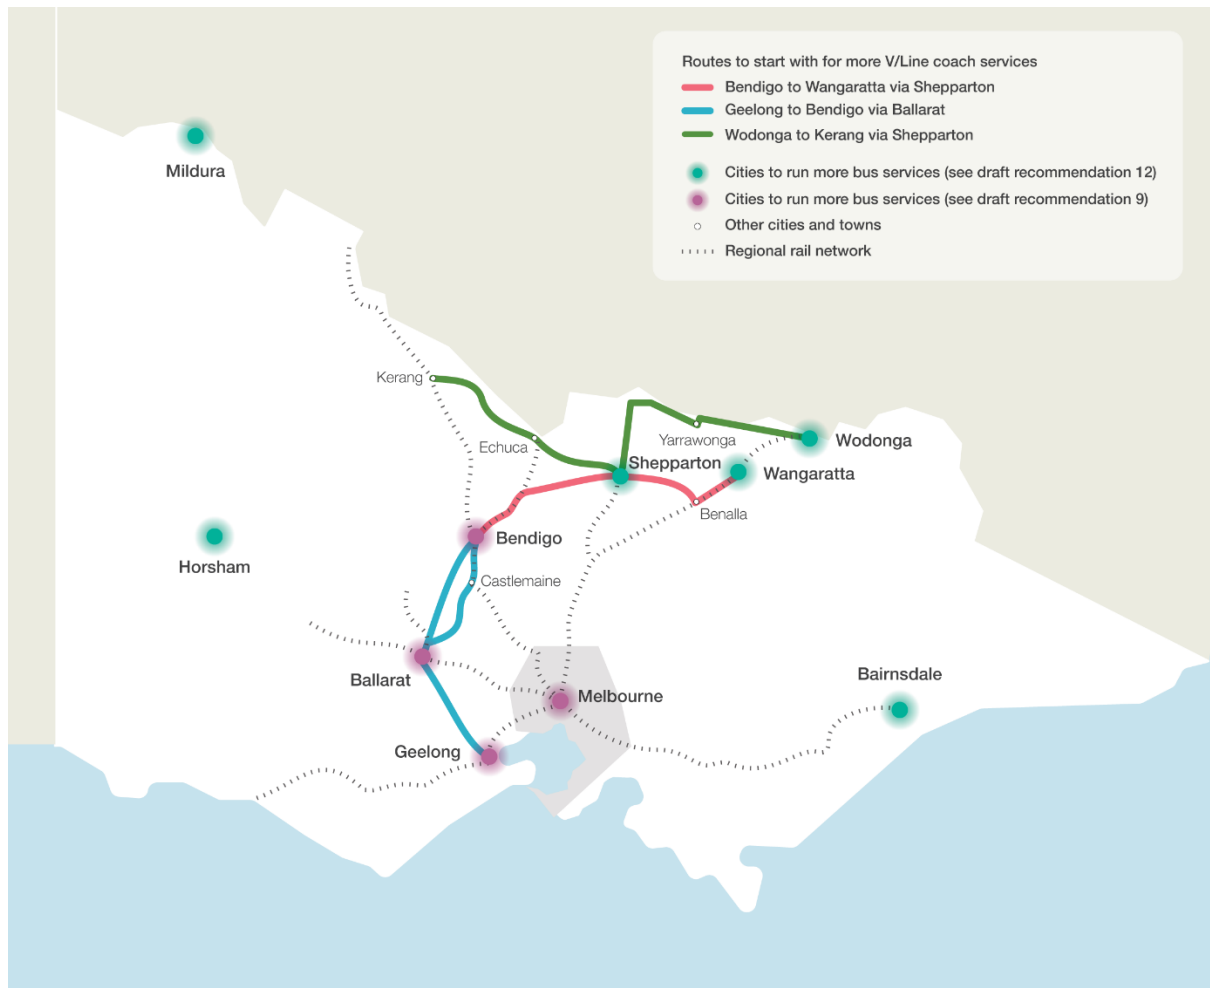 Routes to start with for more V/Line coach services
Bendigo to Wangaratta via Shepparton
Geelong to Bendigo via Ballarat
Wodonga to Kerang via Shepparton
Cities to run more bus services (see draft recommendation 12)
Cities to run more bus services (see draft recommendation 9)
Other cities and towns
Regional rail network
Mildura
Kerang
Echuca
Yarrawonga
Wodonga
Shepparton
Wangaratta
Benalla
Bendigo
Horsham
Castlemaine
Ballarat
Melbourne
Bairnsdale
Geelong